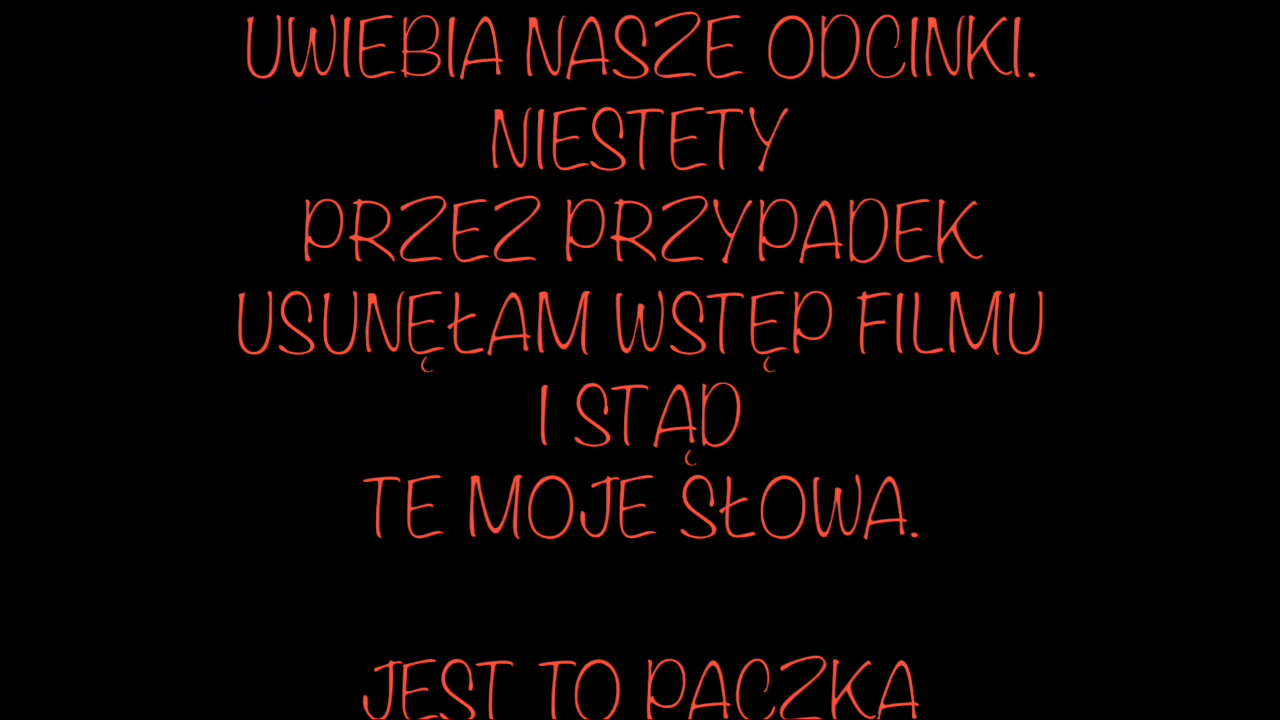 UWIEBIA NASZE ODCINKI.
NIESTETY
PRZEZ PRZYPADEK
USUNĘŁAM WSTĘP FILMU
I STĄD
TE MOJE SŁOWA.
JEST TO PACZKA